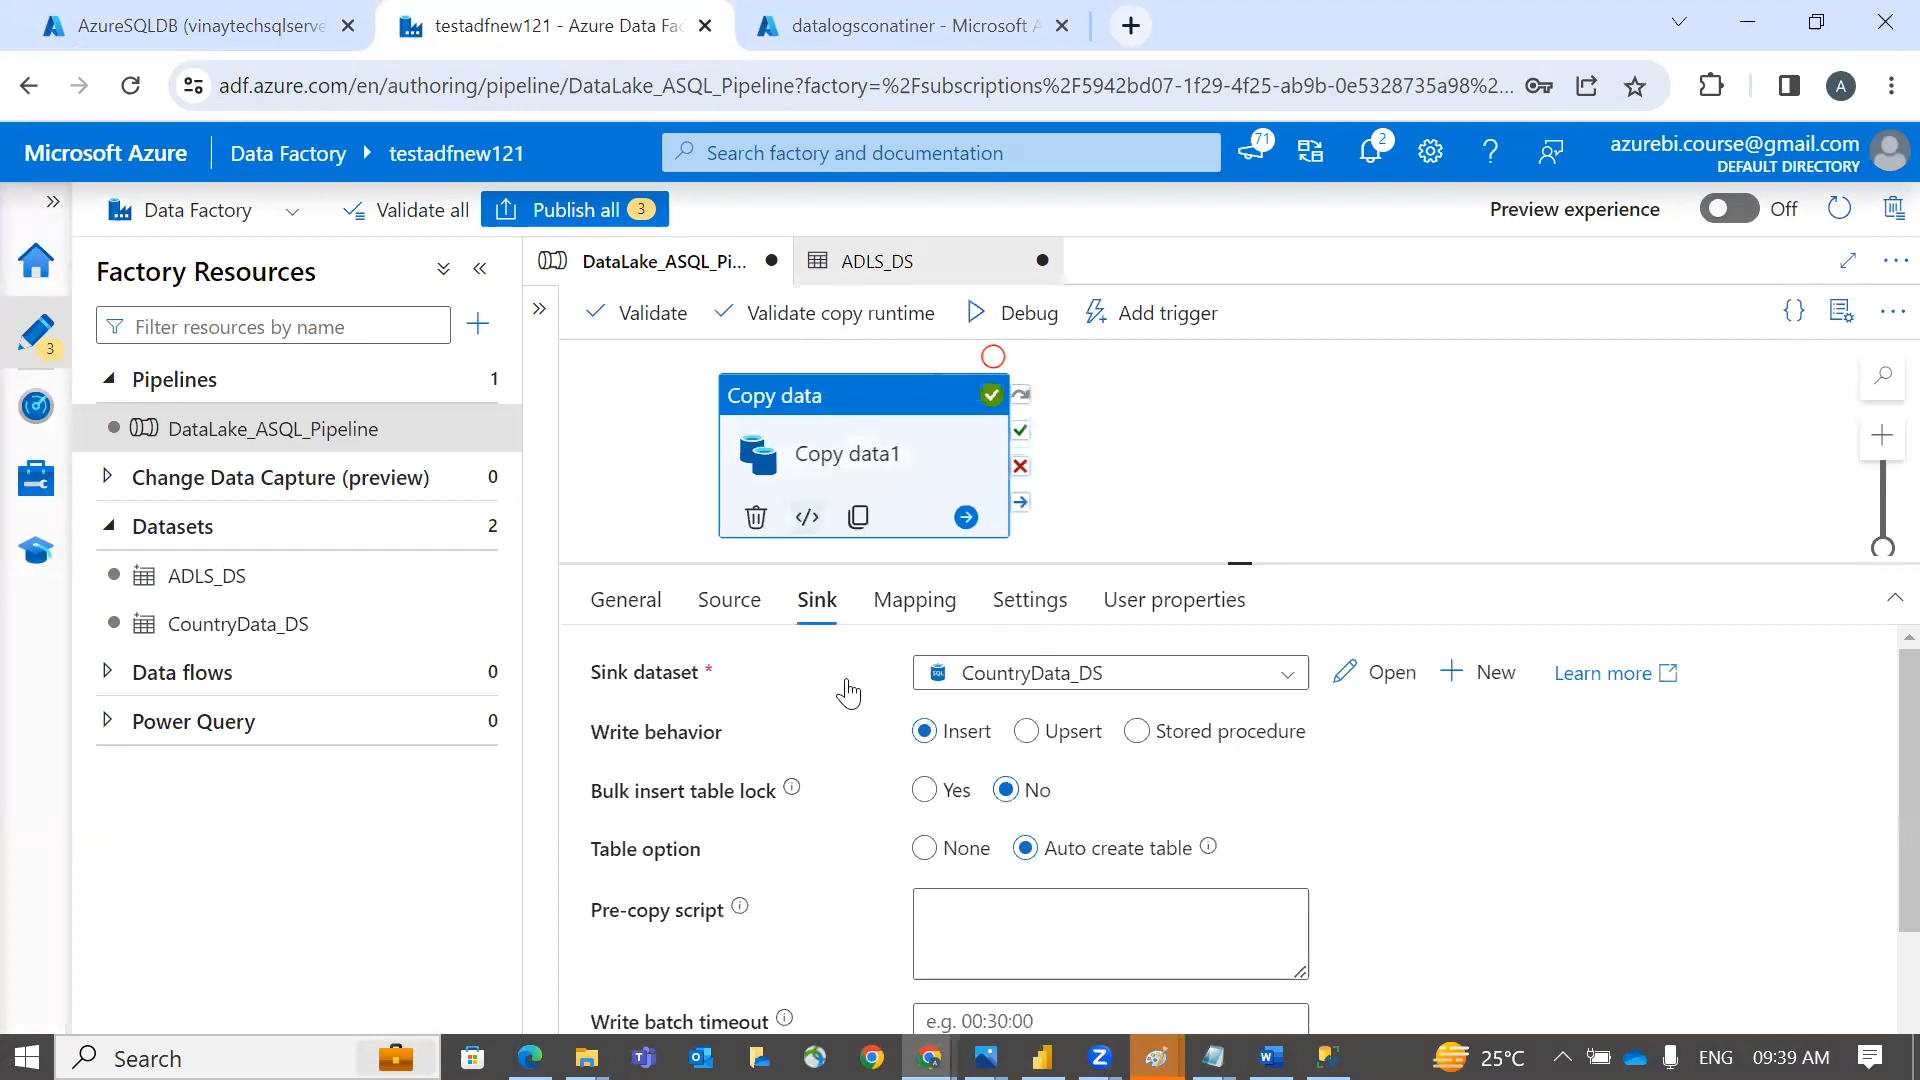 AzureSQLDB (vinaytechsqlserve
testadfnew121 - Azure Data Fac
datalogsconatiner - Microsoft A
adf.azure.com/en/authoring/pipeline/DataLake_ASQL_Pipeline?factory=%2Fsubscriptions%2F5942bd07-1f29-4f25-ab9b-0e5328735a98%2...
A
Microsoft Azure
Data Factory
testadfnew121
Search factory and documentation
71
2
azurebi.course@gmail.com
DEFAULT DIRECTORY
Data Factory
Validate all
Publish all 3
Preview experience
Off
Factory Resources
DataLake_ASQL_Pi...
ADLS_DS
Filter resources by name
Validate
Validate copy runtime
Debug
Add trigger
3
Pipelines 1
DataLake_ASQL_Pipeline
Change Data Capture (preview) 0
Datasets 2
ADLS_DS
CountryData_DS
Data flows 0
Power Query 0
Copy data
Copy data1
General
Source
Sink
Mapping
Settings
User properties
Sink dataset *
CountryData_DS
Open
New
Learn more
Write behavior
Insert
Upsert
Stored procedure
Bulk insert table lock
Yes
No
Table option
None
Auto create table
Pre-copy script
Write batch timeout
e.g. 00:30:00
Search
25°C
ENG
09:39 AM